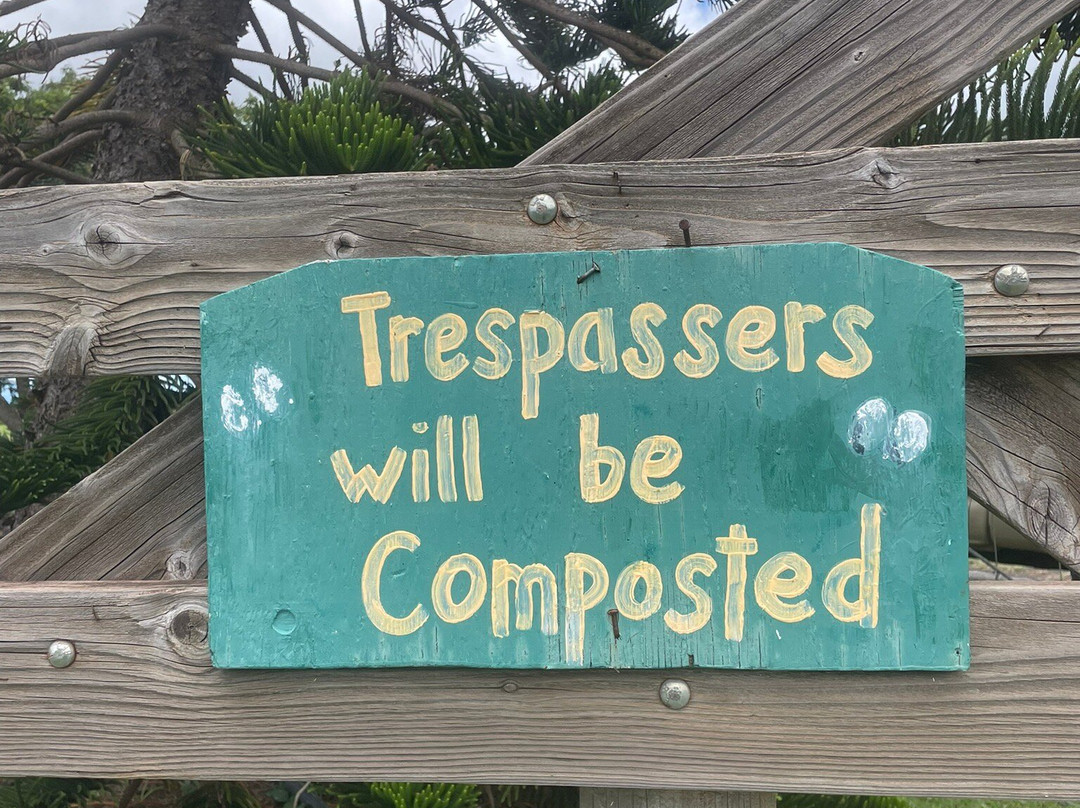 Trespassers
will be
Composted